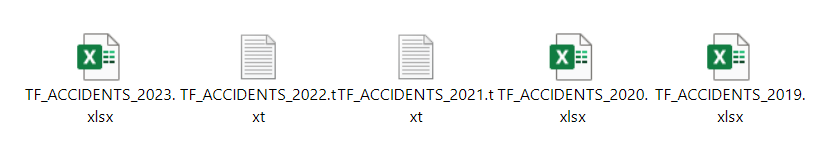 TF_ACCIDENTS_2023. TF_ACCIDENTS_2022.t TF_ACCIDENTS_2021.t TF_ACCIDENTS_2020. TF_ACCIDENTS_2019.
xlsx xt xt xlsx xlsx